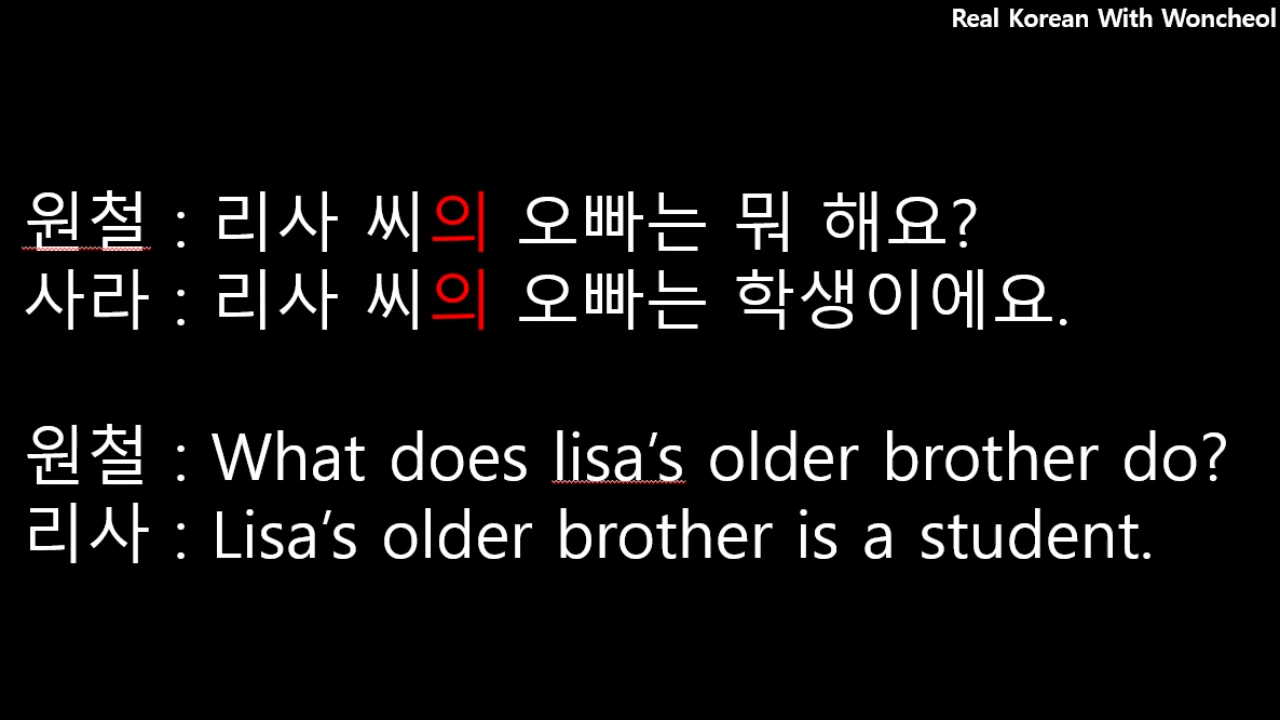 Real Korean With Woncheol
원철 : 리사 씨의 오빠는 뭐 해요?
사라 : 리사 씨의 오빠는 학생이에요.
원철 : What does lisa's older brother do?
리사 : Lisa's older brother is a student.